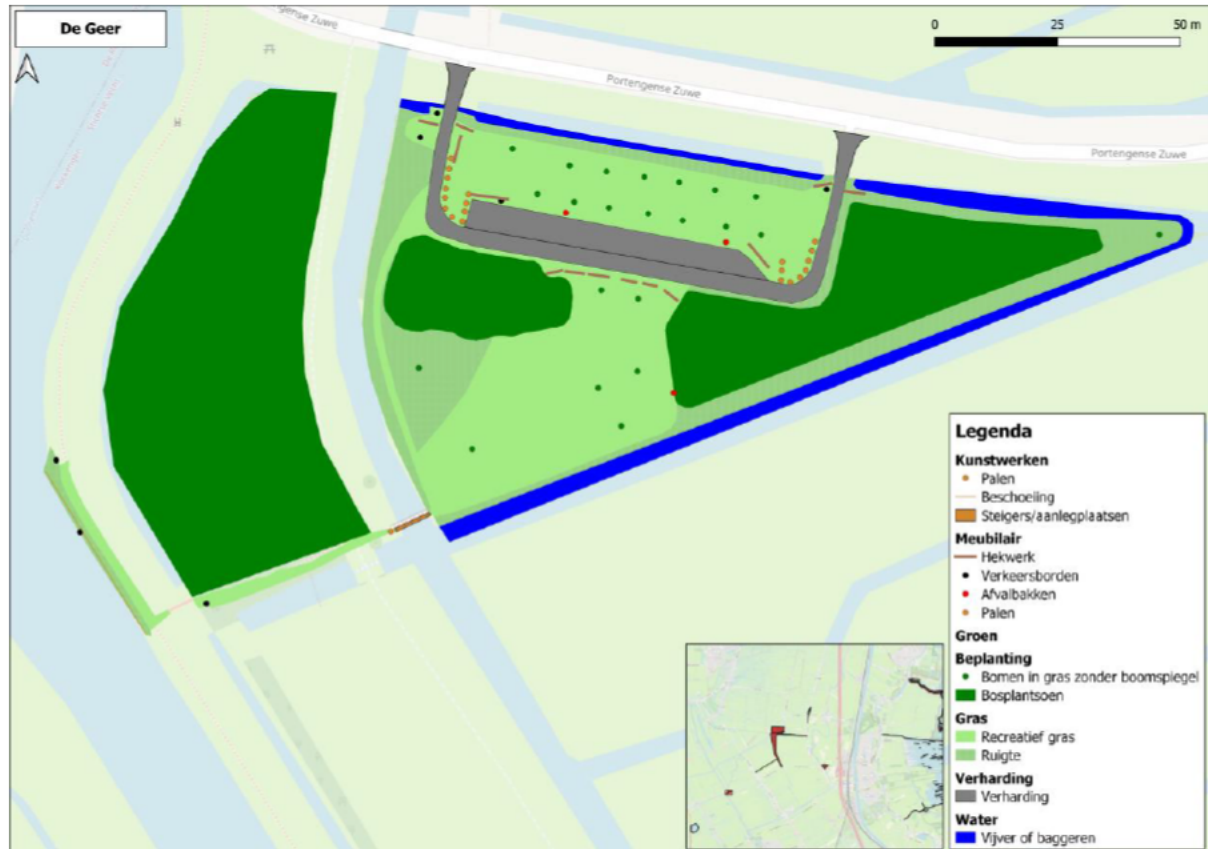 De Geer
Portengense Zuwe
0 25 50 m
Portengense Zuwe
Portengense Zuwe
Legenda
Kunstwerken
Palen
Beschoeiing
Steigers/aanlegplaatsen
Meubilair
Hekwerk
Verkeersborden
Afvalbakken
Palen
Groen
Beplanting
Bomen in gras zonder boomspiegel
Bosplantsoen
Gras
Recreatief gras
Ruigte
Verharding
Verharding
Water
Vijver of baggeren